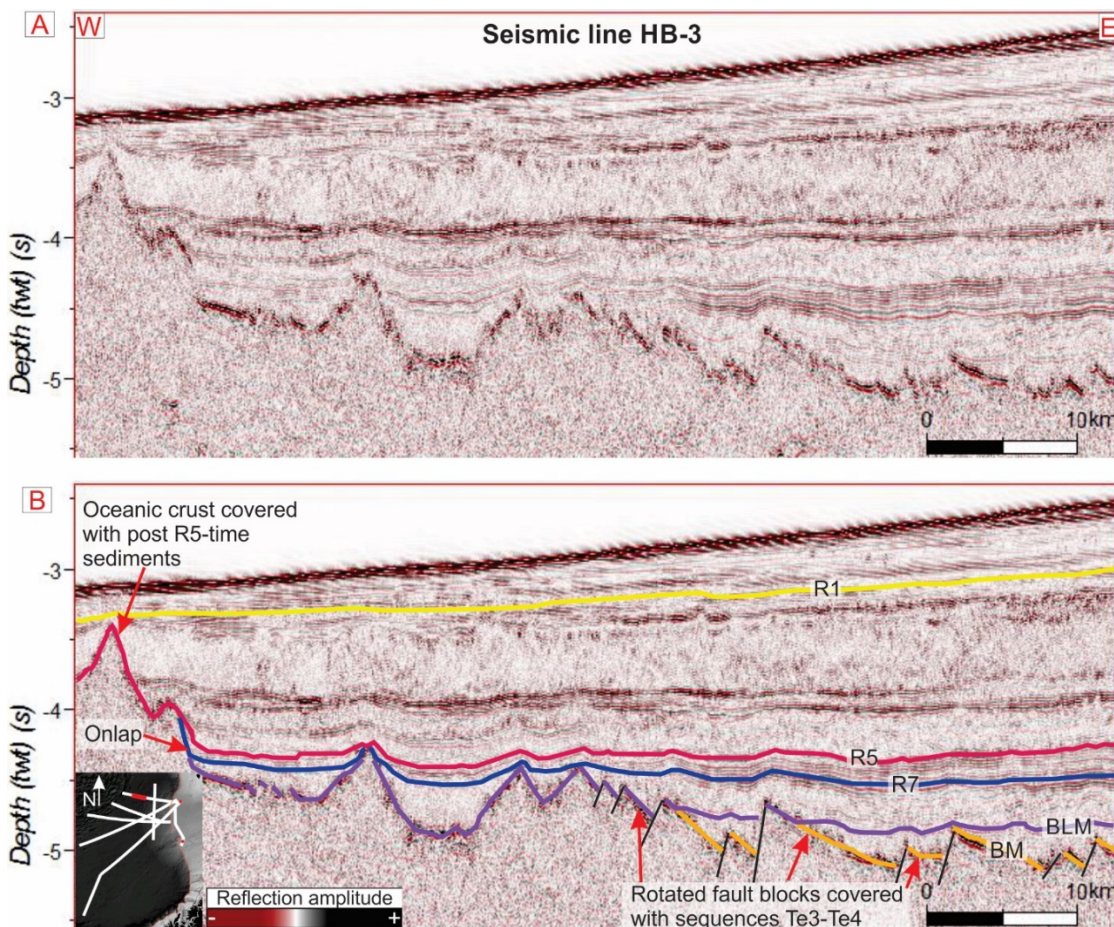 A
W
Seismic line HB-3
E
-3
-4
-5
Depth (twt) (s)
0
10km
B
Oceanic crust covered
with post R5-time
sediments
-3
R1
-4
Onlap
R5
R7
N
BLM
BM
-5
Depth (twt) (s)
Rotated fault blocks covered
with sequences Te3-Te4
Reflection amplitude
-
+
0
10km